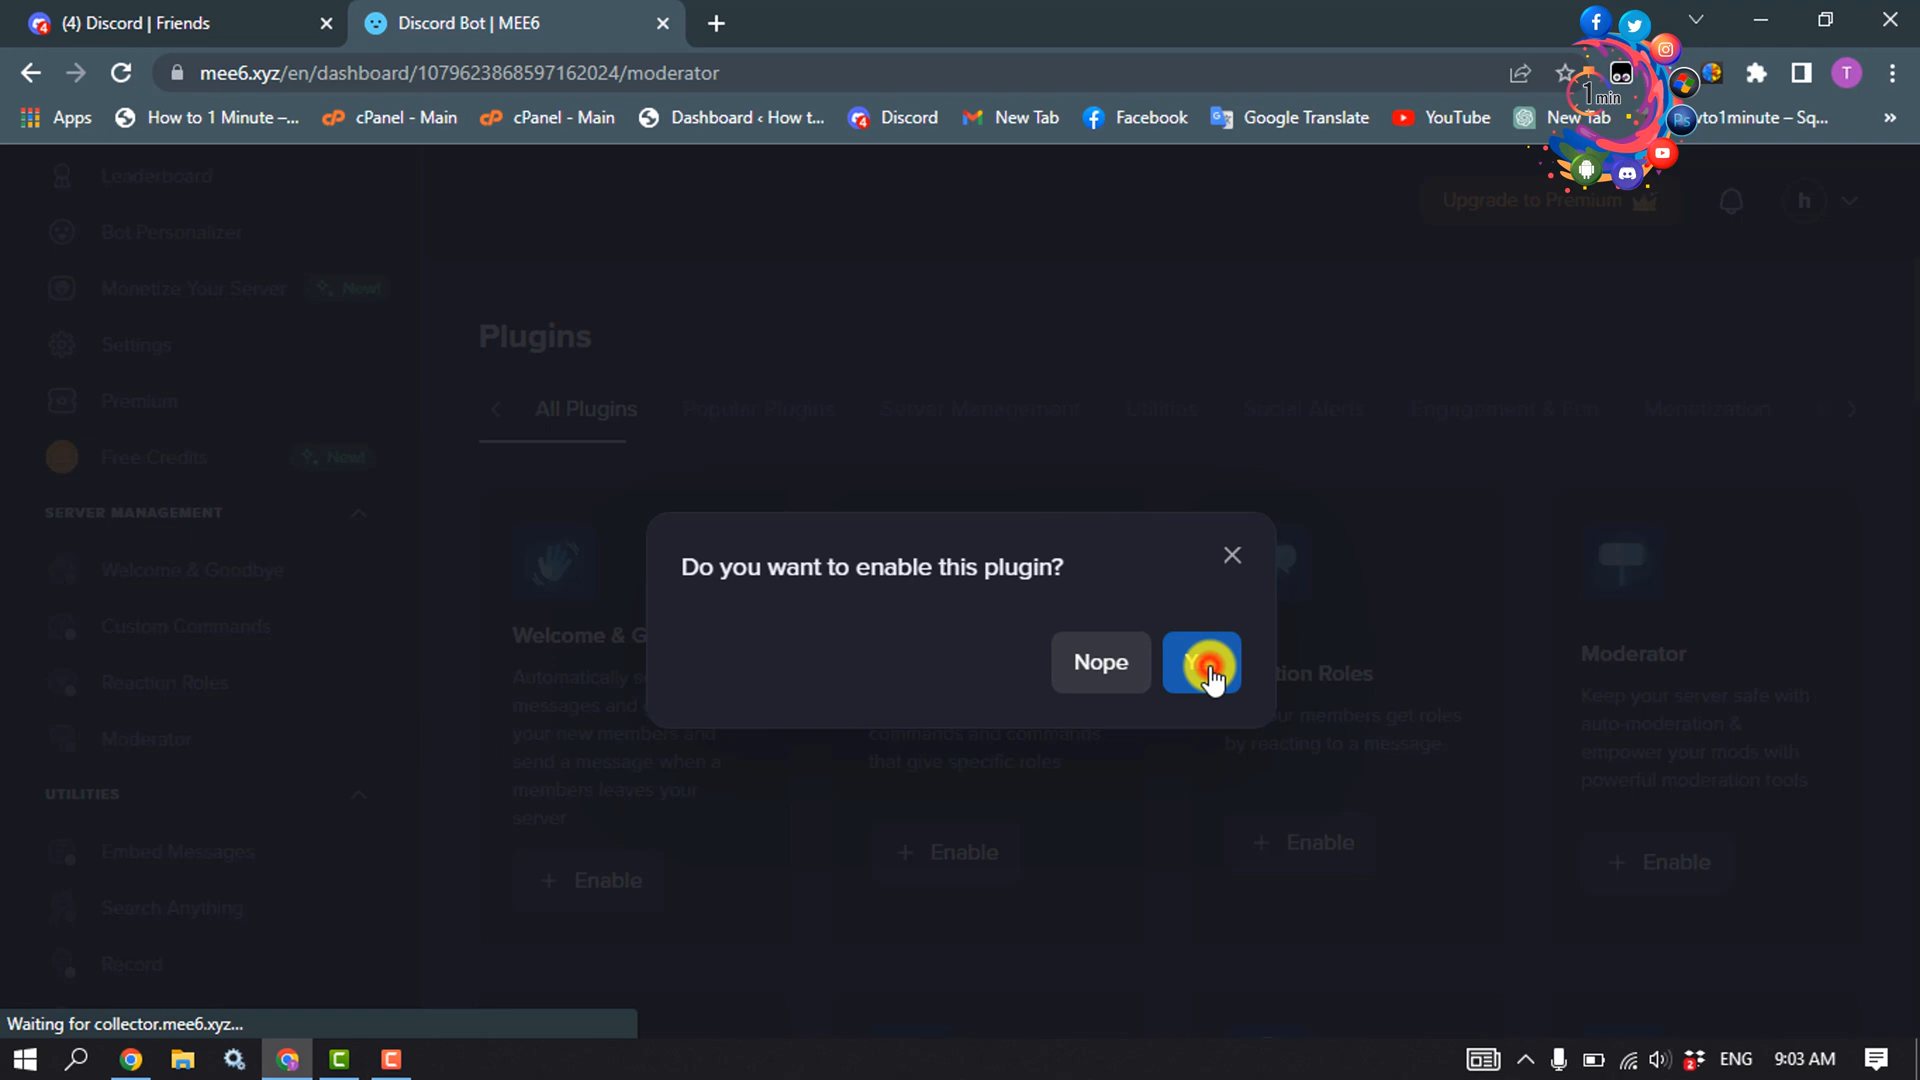 (4) Discord | Friends
Discord Bot | MEE6
mee6.xyz/en/dashboard/1079623868597162024/moderator
T
1 min
Apps
How to 1 Minute –...
cPanel - Main
cPanel - Main
Dashboard ‹ How t...
Discord
New Tab
Facebook
Google Translate
YouTube
New Tab
vto1minute – Sq...
»
Leaderboard
Bot Personalizer
Monetize Your Server
New!
Settings
Premium
Free Credits
New!
SERVER MANAGEMENT
Welcome & Goodbye
Custom Commands
Reaction Roles
Moderator
UTILITIES
Embed Messages
Search Anything
Record
Upgrade to Premium
h
Plugins
All Plugins
Popular Plugins
Server Management
Utilities
Social Alerts
Engagement & Fun
Monetization
Do you want to enable this plugin?
Nope
Welcome & G
Automatically s
messages and
your new members and
send a message when a
members leaves your
server
+ Enable
commands and commands
that give specific roles
+ Enable
tion Roles
ur members get roles
by reacting to a message
+ Enable
Moderator
Keep your server safe with
auto-moderation &
empower your mods with
powerful moderation tools
+ Enable
Waiting for collector.mee6.xyz...
ENG
9:03 AM